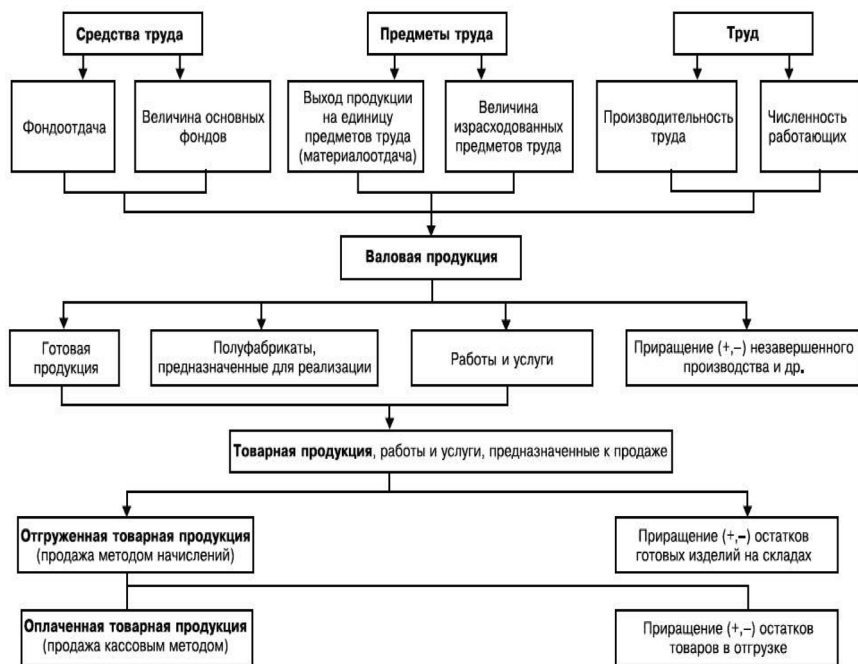 Средства труда
Предметы труда
Труд
Фондоотдача
Величина основных
фондов
Выход продукции
на единицу
предметов труда
(материалоотдача)
Величина
израсходованных
предметов труда
Производительность
труда
Численность
работающих
Валовая продукция
Готовая
продукция
Полуфабрикаты,
предназначенные для реализации
Работы и услуги
Приращение (+,–) незавершенного
производства и др.
Товарная продукция, работы и услуги, предназначенные к продаже
Отгруженная товарная продукция
(продажа методом начислений)
Приращение (+,–) остатков
готовых изделий на складах
Оплаченная товарная продукция
(продажа кассовым методом)
Приращение (+,–) остатков
товаров в отгрузке